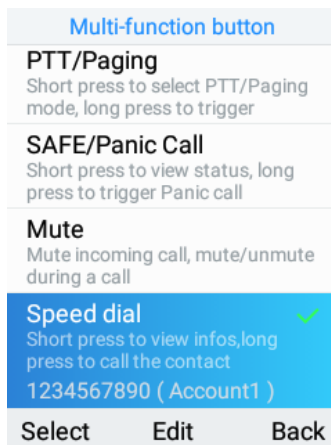 Multi-function button
PTT/Paging
Short press to select PTT/Paging
mode, long press to trigger
SAFE/Panic Call
Short press to view status, long
press to trigger Panic call
Mute
Mute incoming call, mute/unmute
during a call
Speed dial
Short press to view infos,long
press to call the contact
1234567890 ( Account1 )
Select Edit Back